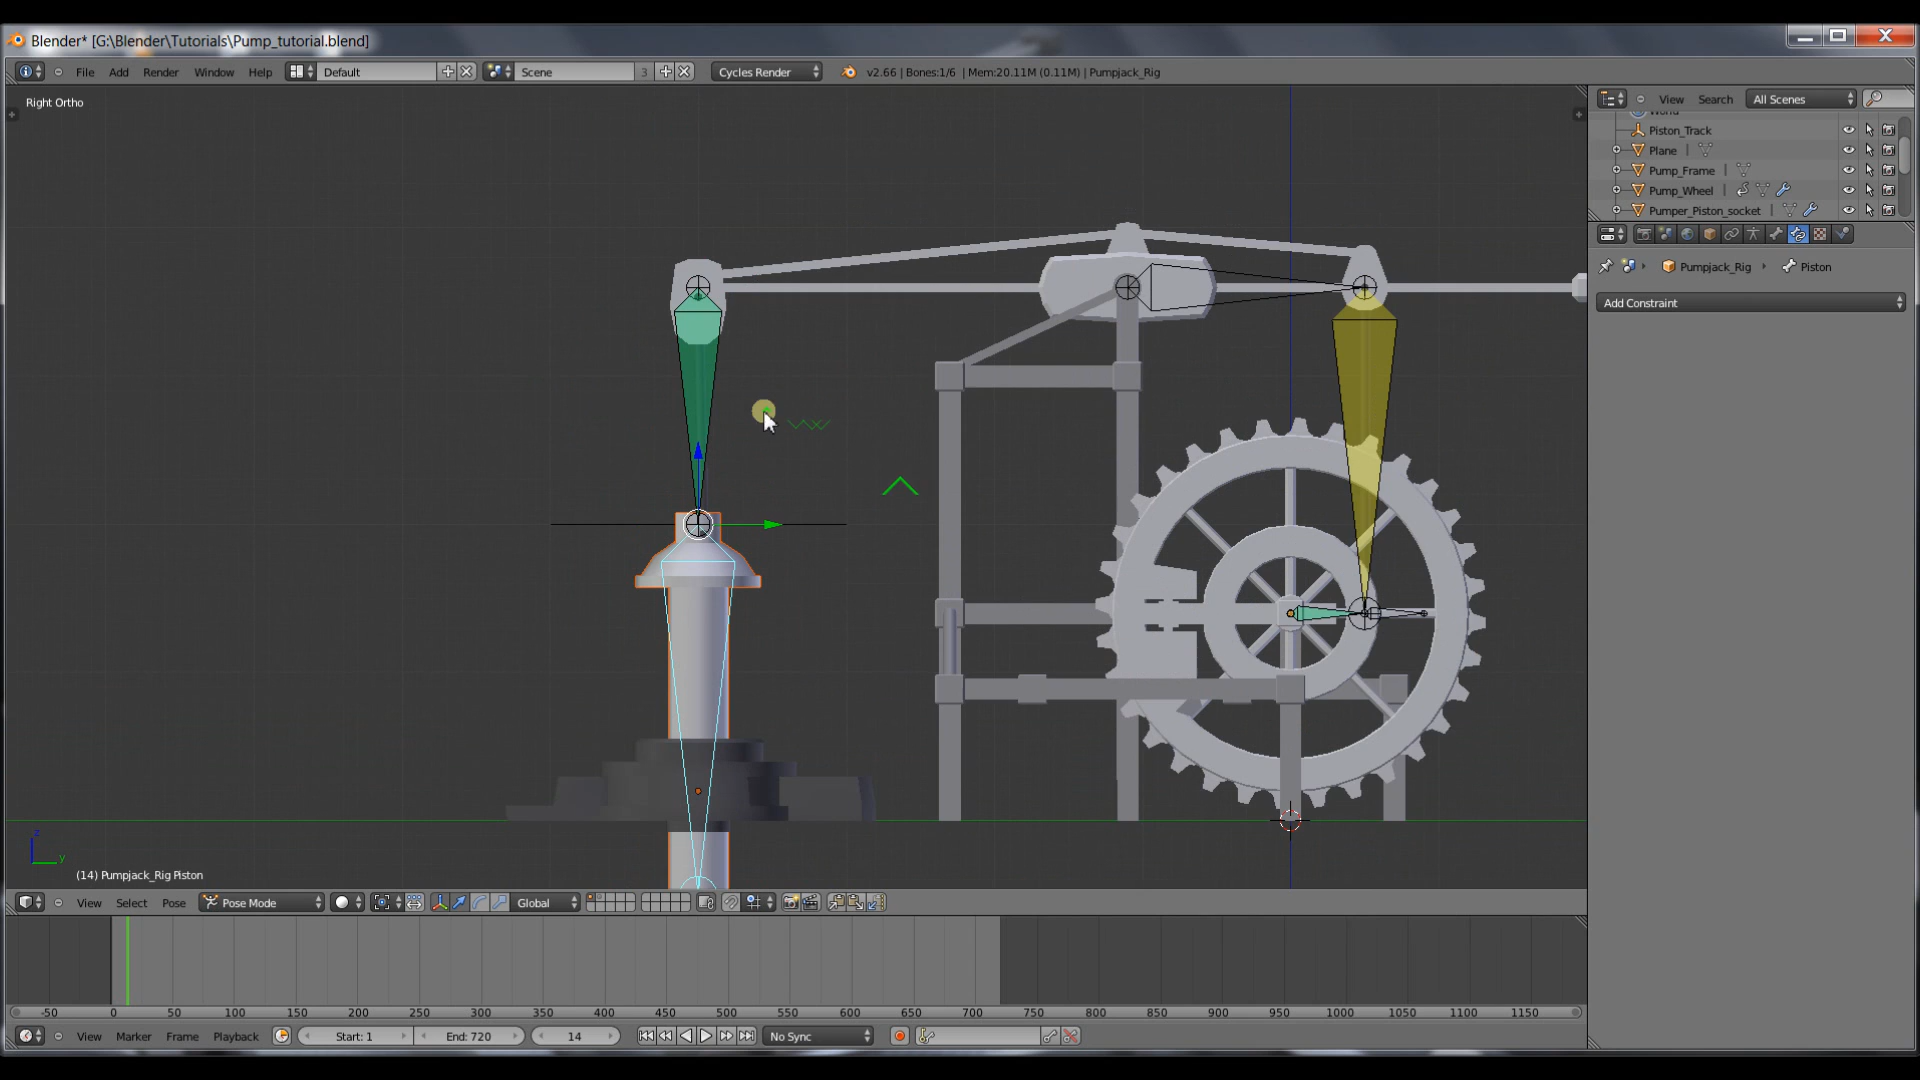 Blender* [G:\Blender\Tutorials\Pump_tutorial.blend]
File Add Render Window Help Default Scene 3 Cycles Render v2.66 | Bones:1/6 | Mem:20.11M (0.11M) | Pumpjack_Rig
Right Ortho
View Search All Scenes
World
Piston_Track
Plane
Pump_Frame
Pump_Wheel
Pumper_Piston_socket
Pumpjack_Rig Piston
Add Constraint
z
y
(14) Pumpjack_Rig Piston
View Select Pose Pose Mode Global
-50 0 50 100 150 200 250 300 350 400 450 500 550 600 650 700 750 800 850 900 950 1000 1050 1100 1150
View Marker Frame Playback Start: 1 End: 720 14 No Sync